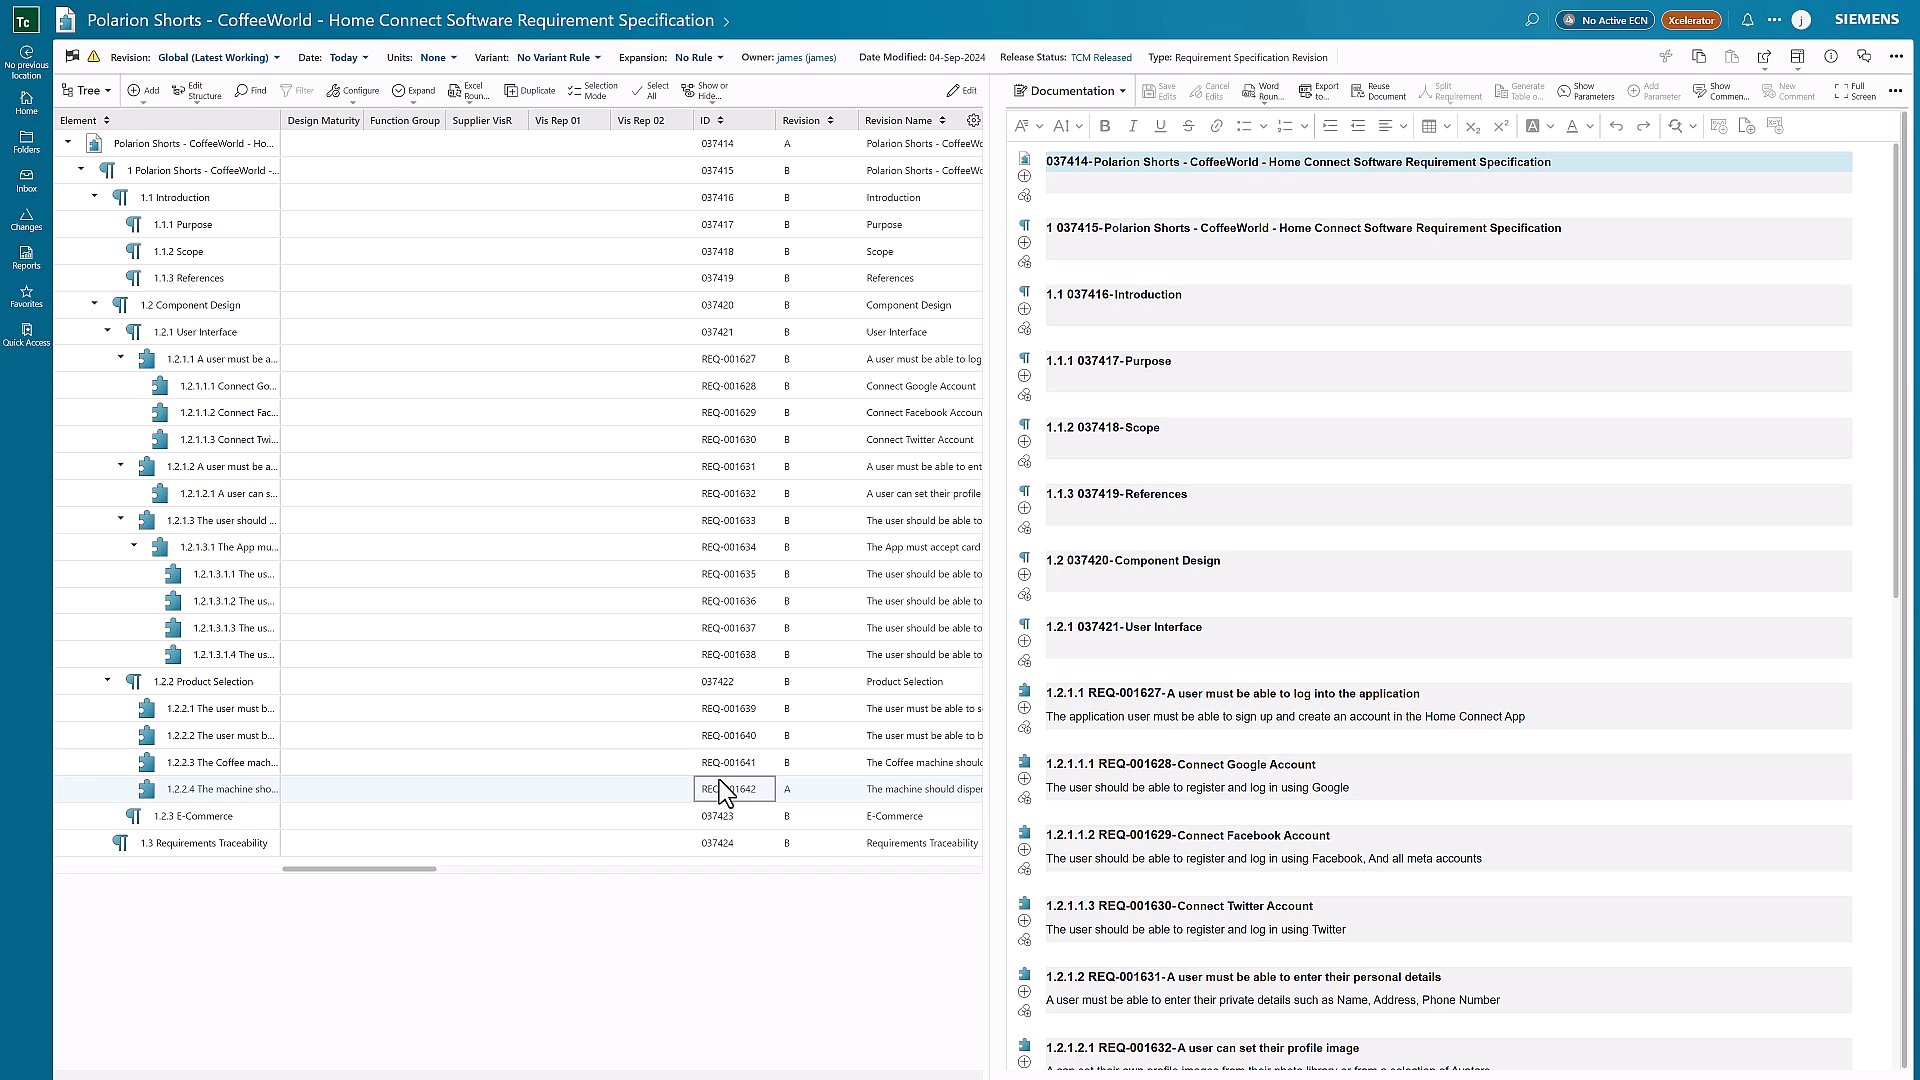 Tc Polarion Shorts - CoffeeWorld - Home Connect Software Requirement Specification No Active ECN Xcelerator j SIEMENS
No previous location
Home
Folders
Inbox
Changes
Reports
Favorites
Quick Access
Revision: Global (Latest Working) Date: Today Units: None Variant: No Variant Rule Expansion: No Rule Owner: james (james) Date Modified: 04-Sep-2024 Release Status: TCM Released Type: Requirement Specification Revision
Tree Add Edit Structure Find Filter Configure Expand Excel Roun... Duplicate Selection Mode Select All Show or Hide... Edit
Element Design Maturity Function Group Supplier VisR Vis Rep 01 Vis Rep 02 ID Revision Revision Name
Polarion Shorts - CoffeeWorld - Ho... 037414 A Polarion Shorts - CoffeeWo
1 Polarion Shorts - CoffeeWorld -... 037415 B Polarion Shorts - CoffeeWo
1.1 Introduction 037416 B Introduction
1.1.1 Purpose 037417 B Purpose
1.1.2 Scope 037418 B Scope
1.1.3 References 037419 B References
1.2 Component Design 037420 B Component Design
1.2.1 User Interface 037421 B User Interface
1.2.1.1 A user must be a... REQ-001627 B A user must be able to log
1.2.1.1.1 Connect Go... REQ-001628 B Connect Google Account
1.2.1.1.2 Connect Fac... REQ-001629 B Connect Facebook Accoun
1.2.1.1.3 Connect Twi... REQ-001630 B Connect Twitter Account
1.2.1.2 A user must be a... REQ-001631 B A user must be able to ent
1.2.1.2.1 A user can s... REQ-001632 B A user can set their profile
1.2.1.3 The user should ... REQ-001633 B The user should be able to
1.2.1.3.1 The App mu... REQ-001634 B The App must accept card
1.2.1.3.1.1 The us... REQ-001635 B The user should be able to
1.2.1.3.1.2 The us... REQ-001636 B The user should be able to
1.2.1.3.1.3 The us... REQ-001637 B The user should be able to
1.2.1.3.1.4 The us... REQ-001638 B The user should be able to
1.2.2 Product Selection 037422 B Product Selection
1.2.2.1 The user must b... REQ-001639 B The user must be able to s
1.2.2.2 The user must b... REQ-001640 B The user must be able to b
1.2.2.3 The Coffee mach... REQ-001641 B The Coffee machine should
1.2.2.4 The machine sho... A The machine should disper
1.2.3 E-Commerce 037423 B E-Commerce
1.3 Requirements Traceability 037424 B Requirements Traceability
Documentation Save Edits Cancel Edits Word Roun... Export to... Reuse Document Split Requirement Generate Table o... Show Parameters Add Parameter Show Commen... New Comment Full Screen
037414-Polarion Shorts - CoffeeWorld - Home Connect Software Requirement Specification
1 037415-Polarion Shorts - CoffeeWorld - Home Connect Software Requirement Specification
1.1 037416-Introduction
1.1.1 037417-Purpose
1.1.2 037418-Scope
1.1.3 037419-References
1.2 037420-Component Design
1.2.1 037421-User Interface
1.2.1.1 REQ-001627-A user must be able to log into the application
The application user must be able to sign up and create an account in the Home Connect App
1.2.1.1.1 REQ-001628-Connect Google Account
The user should be able to register and log in using Google
1.2.1.1.2 REQ-001629-Connect Facebook Account
The user should be able to register and log in using Facebook, And all meta accounts
1.2.1.1.3 REQ-001630-Connect Twitter Account
The user should be able to register and log in using Twitter
1.2.1.2 REQ-001631-A user must be able to enter their personal details
A user must be able to enter their private details such as Name, Address, Phone Number
1.2.1.2.1 REQ-001632-A user can set their profile image